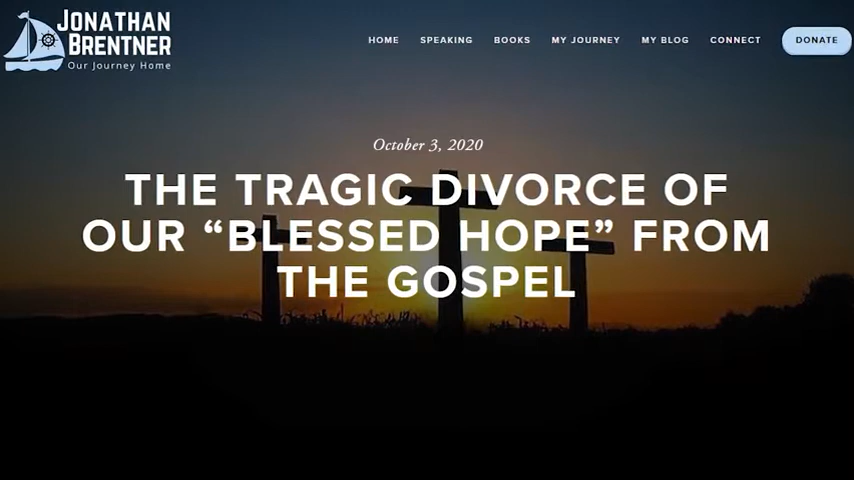 JONATHAN
BRENTNER
Our Journey Home
HOME SPEAKING BOOKS MY JOURNEY MY BLOG CONNECT DONATE
October 3, 2020
THE TRAGIC DIVORCE OF
OUR “BLESSED HOPE” FROM
THE GOSPEL